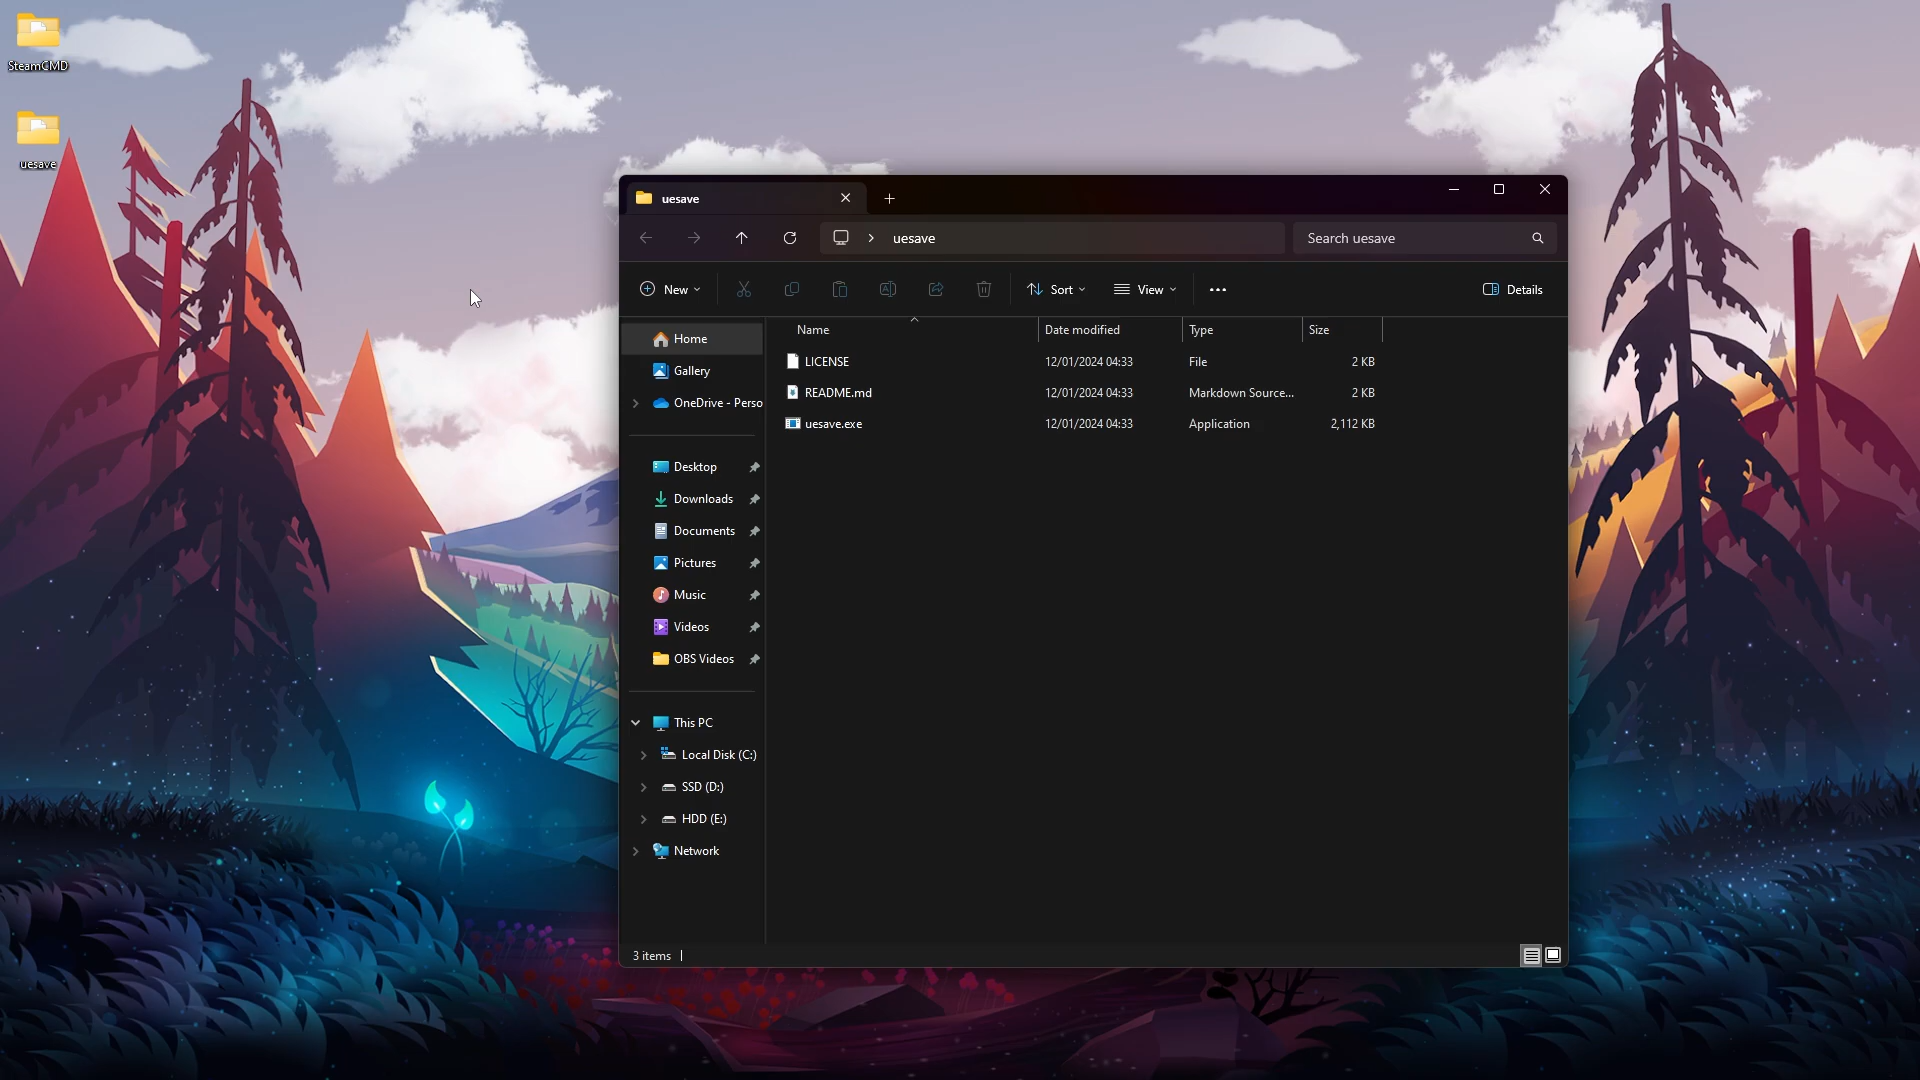 SteamCMD
uesave
uesave
uesave
Search uesave
New
Sort
View
Details
Name
Date modified
Type
Size
LICENSE
12/01/2024 04:33
File
2 KB
README.md
12/01/2024 04:33
Markdown Source...
2 KB
uesave.exe
12/01/2024 04:33
Application
2,112 KB
Home
Gallery
OneDrive - Perso
Desktop
Downloads
Documents
Pictures
Music
Videos
OBS Videos
This PC
Local Disk (C:)
SSD (D:)
HDD (E:)
Network
3 items